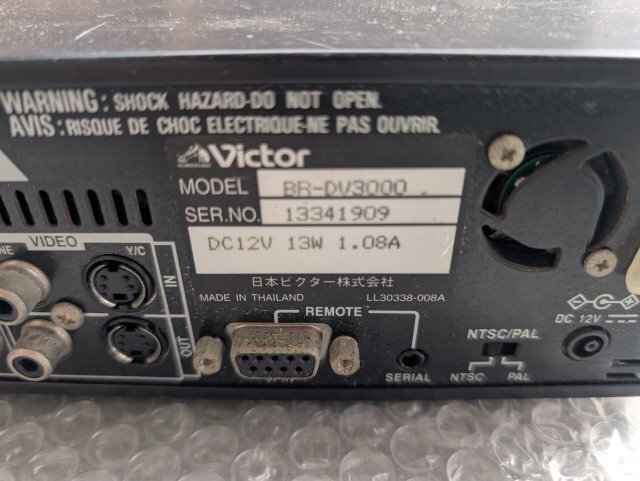 WARNING: SHOCK HAZARD-DO NOT OPEN.
AVIS: RISQUE DE CHOC ELECTRIQUE-NE PAS OUVRIR.
Victor
MODEL BR-DV3000 .
SER.NO. 13341909
DC12V 13W 1.08A
日本ビクター株式会社
MADE IN THAILAND LL30338-008A
VIDEO
Y/C
IN
OUT
REMOTE
SERIAL
NTSC/PAL
NTSC PAL
DC 12V